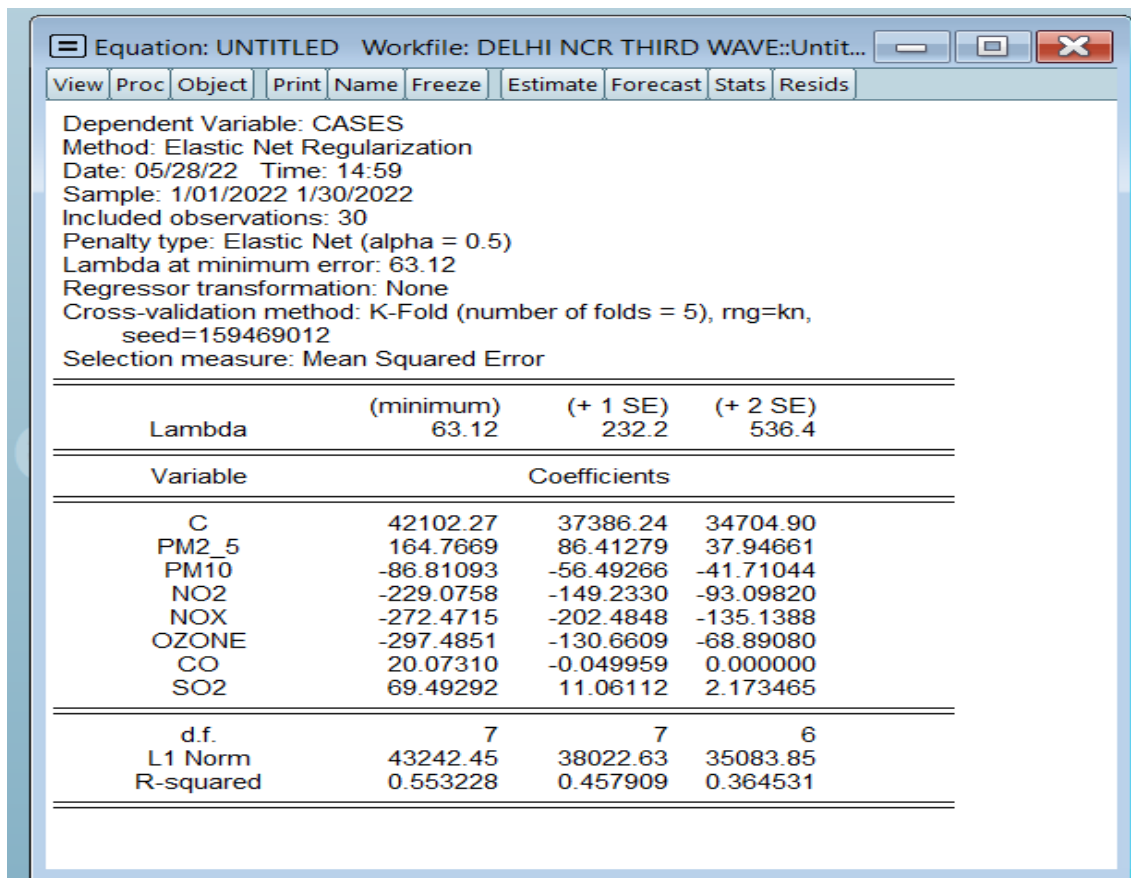 Equation: UNTITLED Workfile: DELHI NCR THIRD WAVE::Untit...
View Proc Object Print Name Freeze Estimate Forecast Stats Resids
Dependent Variable: CASES
Method: Elastic Net Regularization
Date: 05/28/22 Time: 14:59
Sample: 1/01/2022 1/30/2022
Included observations: 30
Penalty type: Elastic Net (alpha = 0.5)
Lambda at minimum error: 63.12
Regressor transformation: None
Cross-validation method: K-Fold (number of folds = 5), rng=kn,
seed=159469012
Selection measure: Mean Squared Error
(minimum) (+ 1 SE) (+ 2 SE)
Lambda 63.12 232.2 536.4
Variable Coefficients
C 42102.27 37386.24 34704.90
PM2_5 164.7669 86.41279 37.94661
PM10 -86.81093 -56.49266 -41.71044
NO2 -229.0758 -149.2330 -93.09820
NOX -272.4715 -202.4848 -135.1388
OZONE -297.4851 -130.6609 -68.89080
CO 20.07310 -0.049959 0.000000
SO2 69.49292 11.06112 2.173465
d.f. 7 7 6
L1 Norm 43242.45 38022.63 35083.85
R-squared 0.553228 0.457909 0.364531